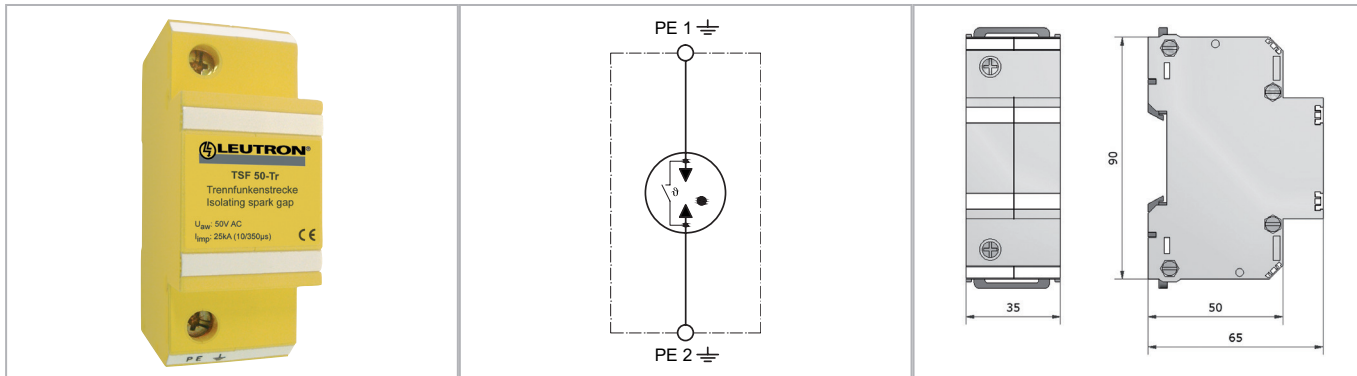 LEUTRON®
TSF 50-Tr
Trennfunkenstrecke
Isolating spark gap
Uaw: 50V AC
Iimp: 25kA (10/350µs)
CE
PE
PE 1
ϑ
PE 2
90
35
50
65